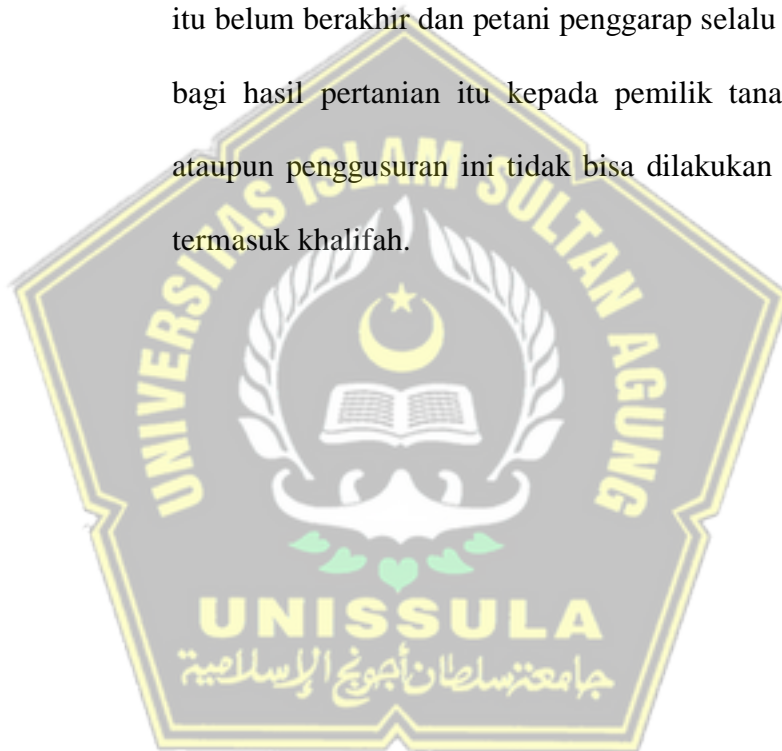 itu belum berakhir dan petani penggarap selalu
bagi hasil pertanian itu kepada pemilik tana
ataupun penggusuran ini tidak bisa dilakukan
termasuk khalifah.
UNIVERSITAS ISLAM SULTAN AGUNG
UNISSULA
جامعة سلطان أجونج الإسلامية